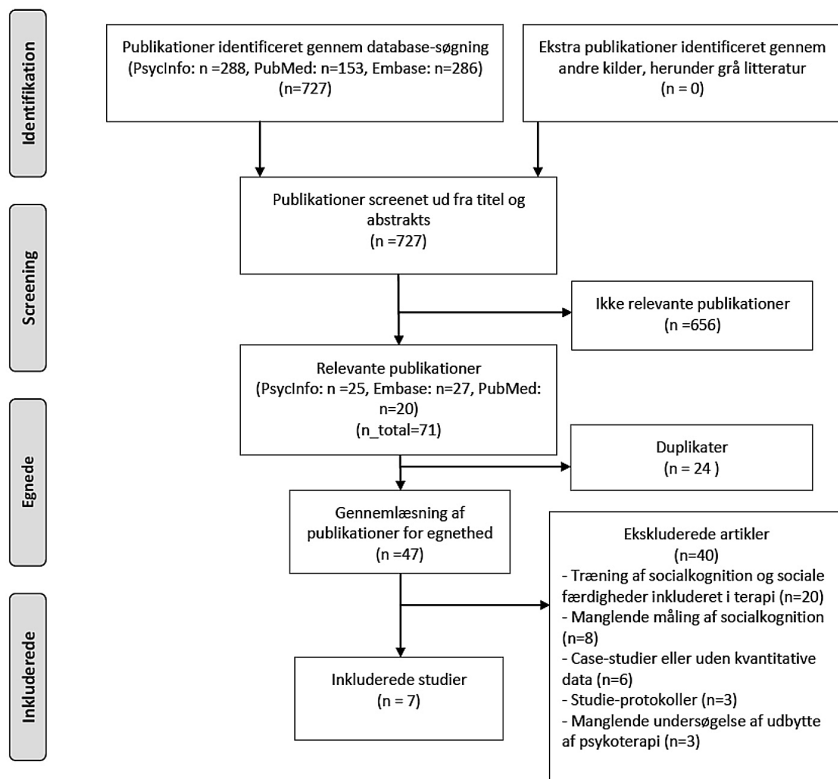 Identifikation
Publikationer identificeret gennem database-søgning
(PsycInfo: n =288, PubMed: n=153, Embase: n=286)
(n=727)
Ekstra publikationer identificeret gennem
andre kilder, herunder grå litteratur
(n = 0)
Screening
Publikationer screenet ud fra titel og
abstrakts
(n =727)
Ikke relevante publikationer
(n =656)
Relevante publikationer
(PsycInfo: n =25, Embase: n=27, PubMed:
n=20)
(n_total=71)
Egnede
Duplikater
(n = 24 )
Gennemlæsning af
publikationer for egnethed
(n =47)
Ekskluderede artikler
(n=40)
- Træning af socialkognition og sociale
færdigheder inkluderet i terapi (n=20)
- Manglende måling af socialkognition
(n=8)
- Case-studier eller uden kvantitative
data (n=6)
- Studie-protokoller (n=3)
- Manglende undersøgelse af udbytte
af psykoterapi (n=3)
Inkluderede
Inkluderede studier
(n = 7)